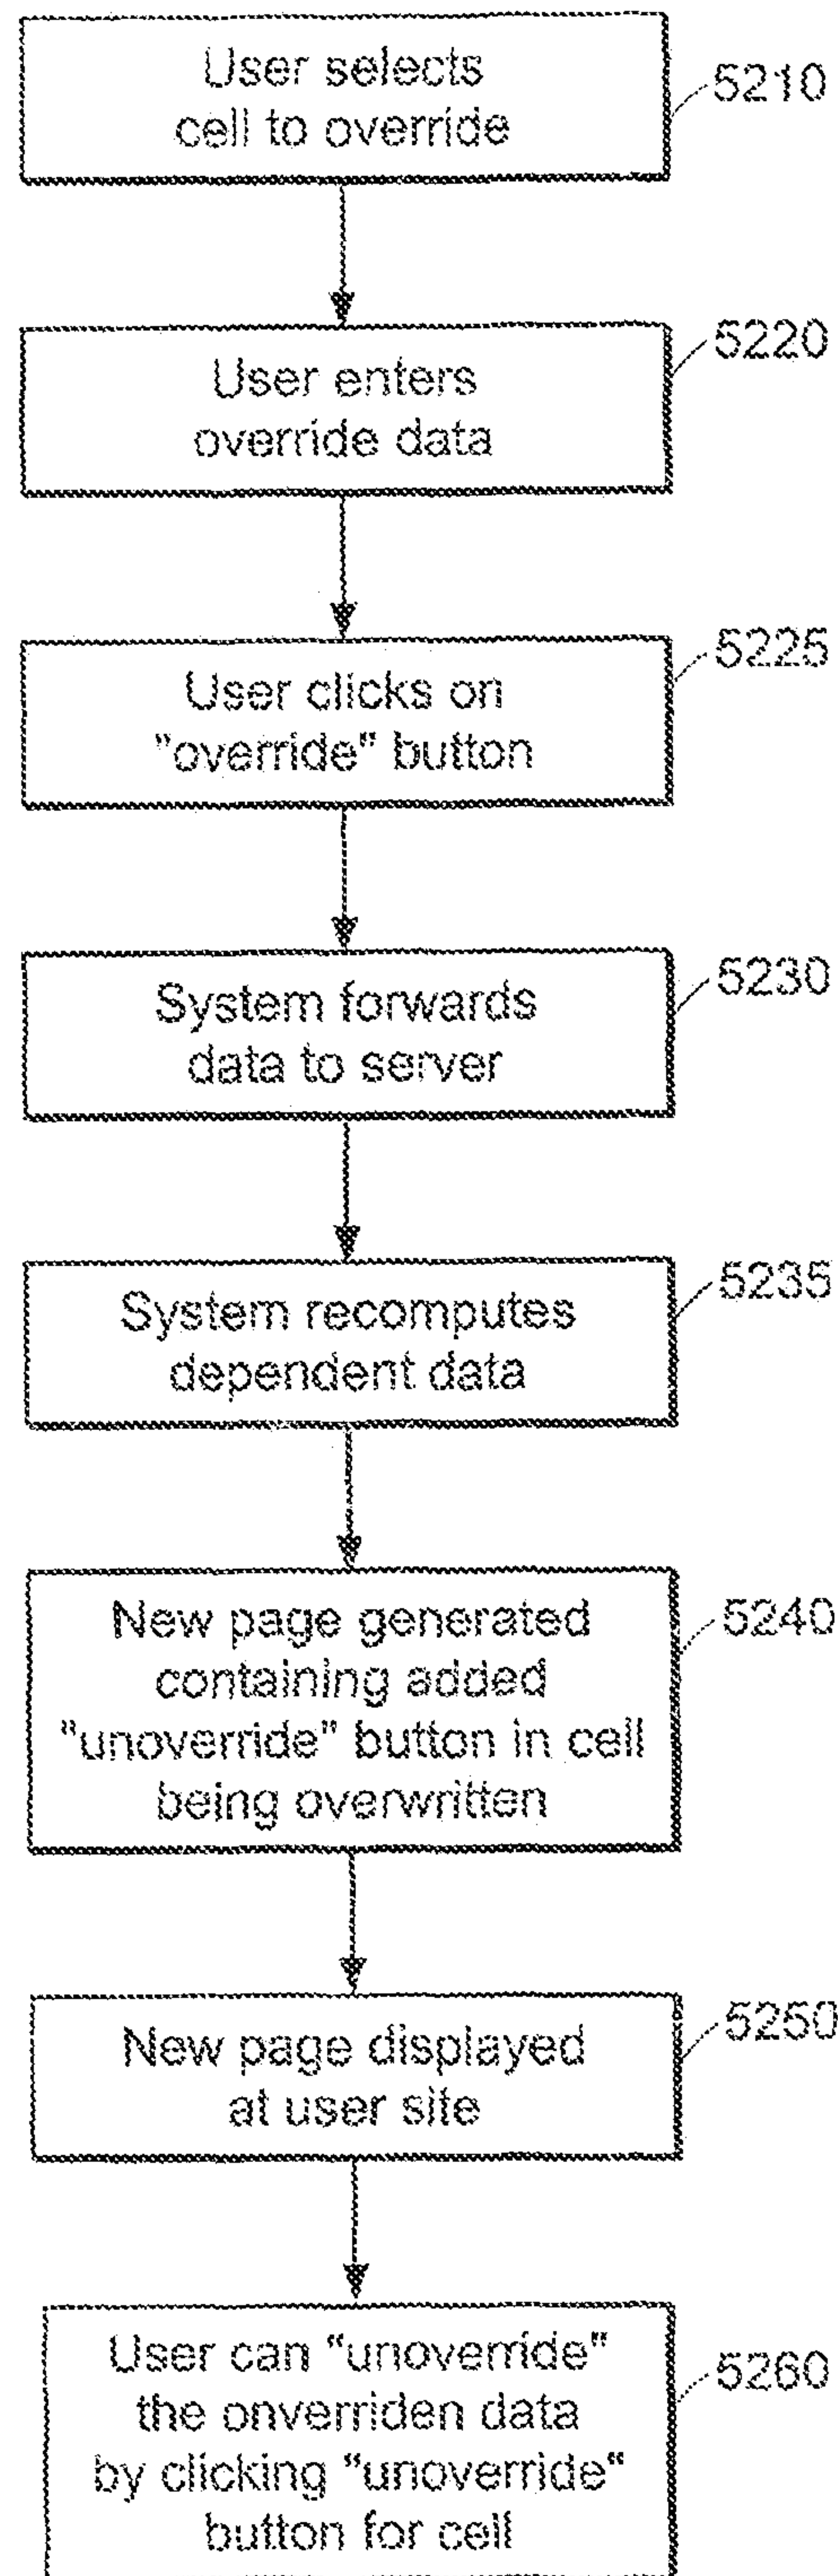 User selects
cell to override
5210
User enters
override data
5220
User clicks on
"override" button
5225
System forwards
data to server
5230
System recomputes
dependent data
5235
New page generated
containing added
"unoverride" button in cell
being overwritten
5240
New page displayed
at user site
5250
User can "unoverride"
the onverriden data
by clicking "unoverride"
button for cell
5260